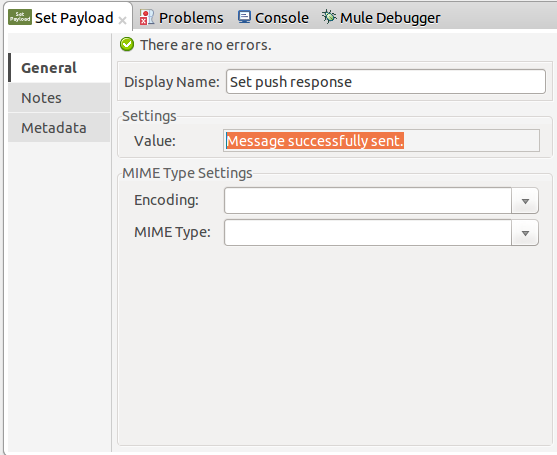 Set Payload Set Payload Problems Console Mule Debugger
There are no errors.
General
Notes
Metadata
Display Name: Set push response
Settings
Value: Message successfully sent.
MIME Type Settings
Encoding:
MIME Type: